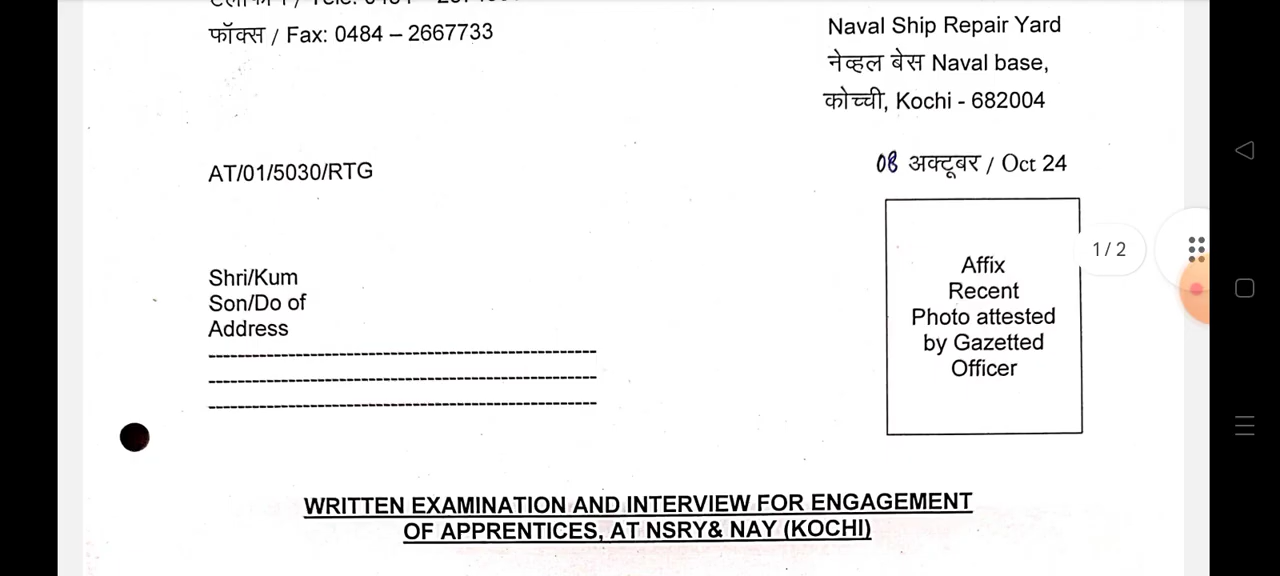 फॉक्स / Fax: 0484 – 2667733
Naval Ship Repair Yard
नेव्हल बेस Naval base,
कोच्ची, Kochi - 682004
AT/01/5030/RTG
08 अक्टूबर / Oct 24
Shri/Kum
Son/Do of
Address
Affix
Recent
Photo attested
by Gazetted
Officer
1 / 2
WRITTEN EXAMINATION AND INTERVIEW FOR ENGAGEMENT
OF APPRENTICES, AT NSRY& NAY (KOCHI)